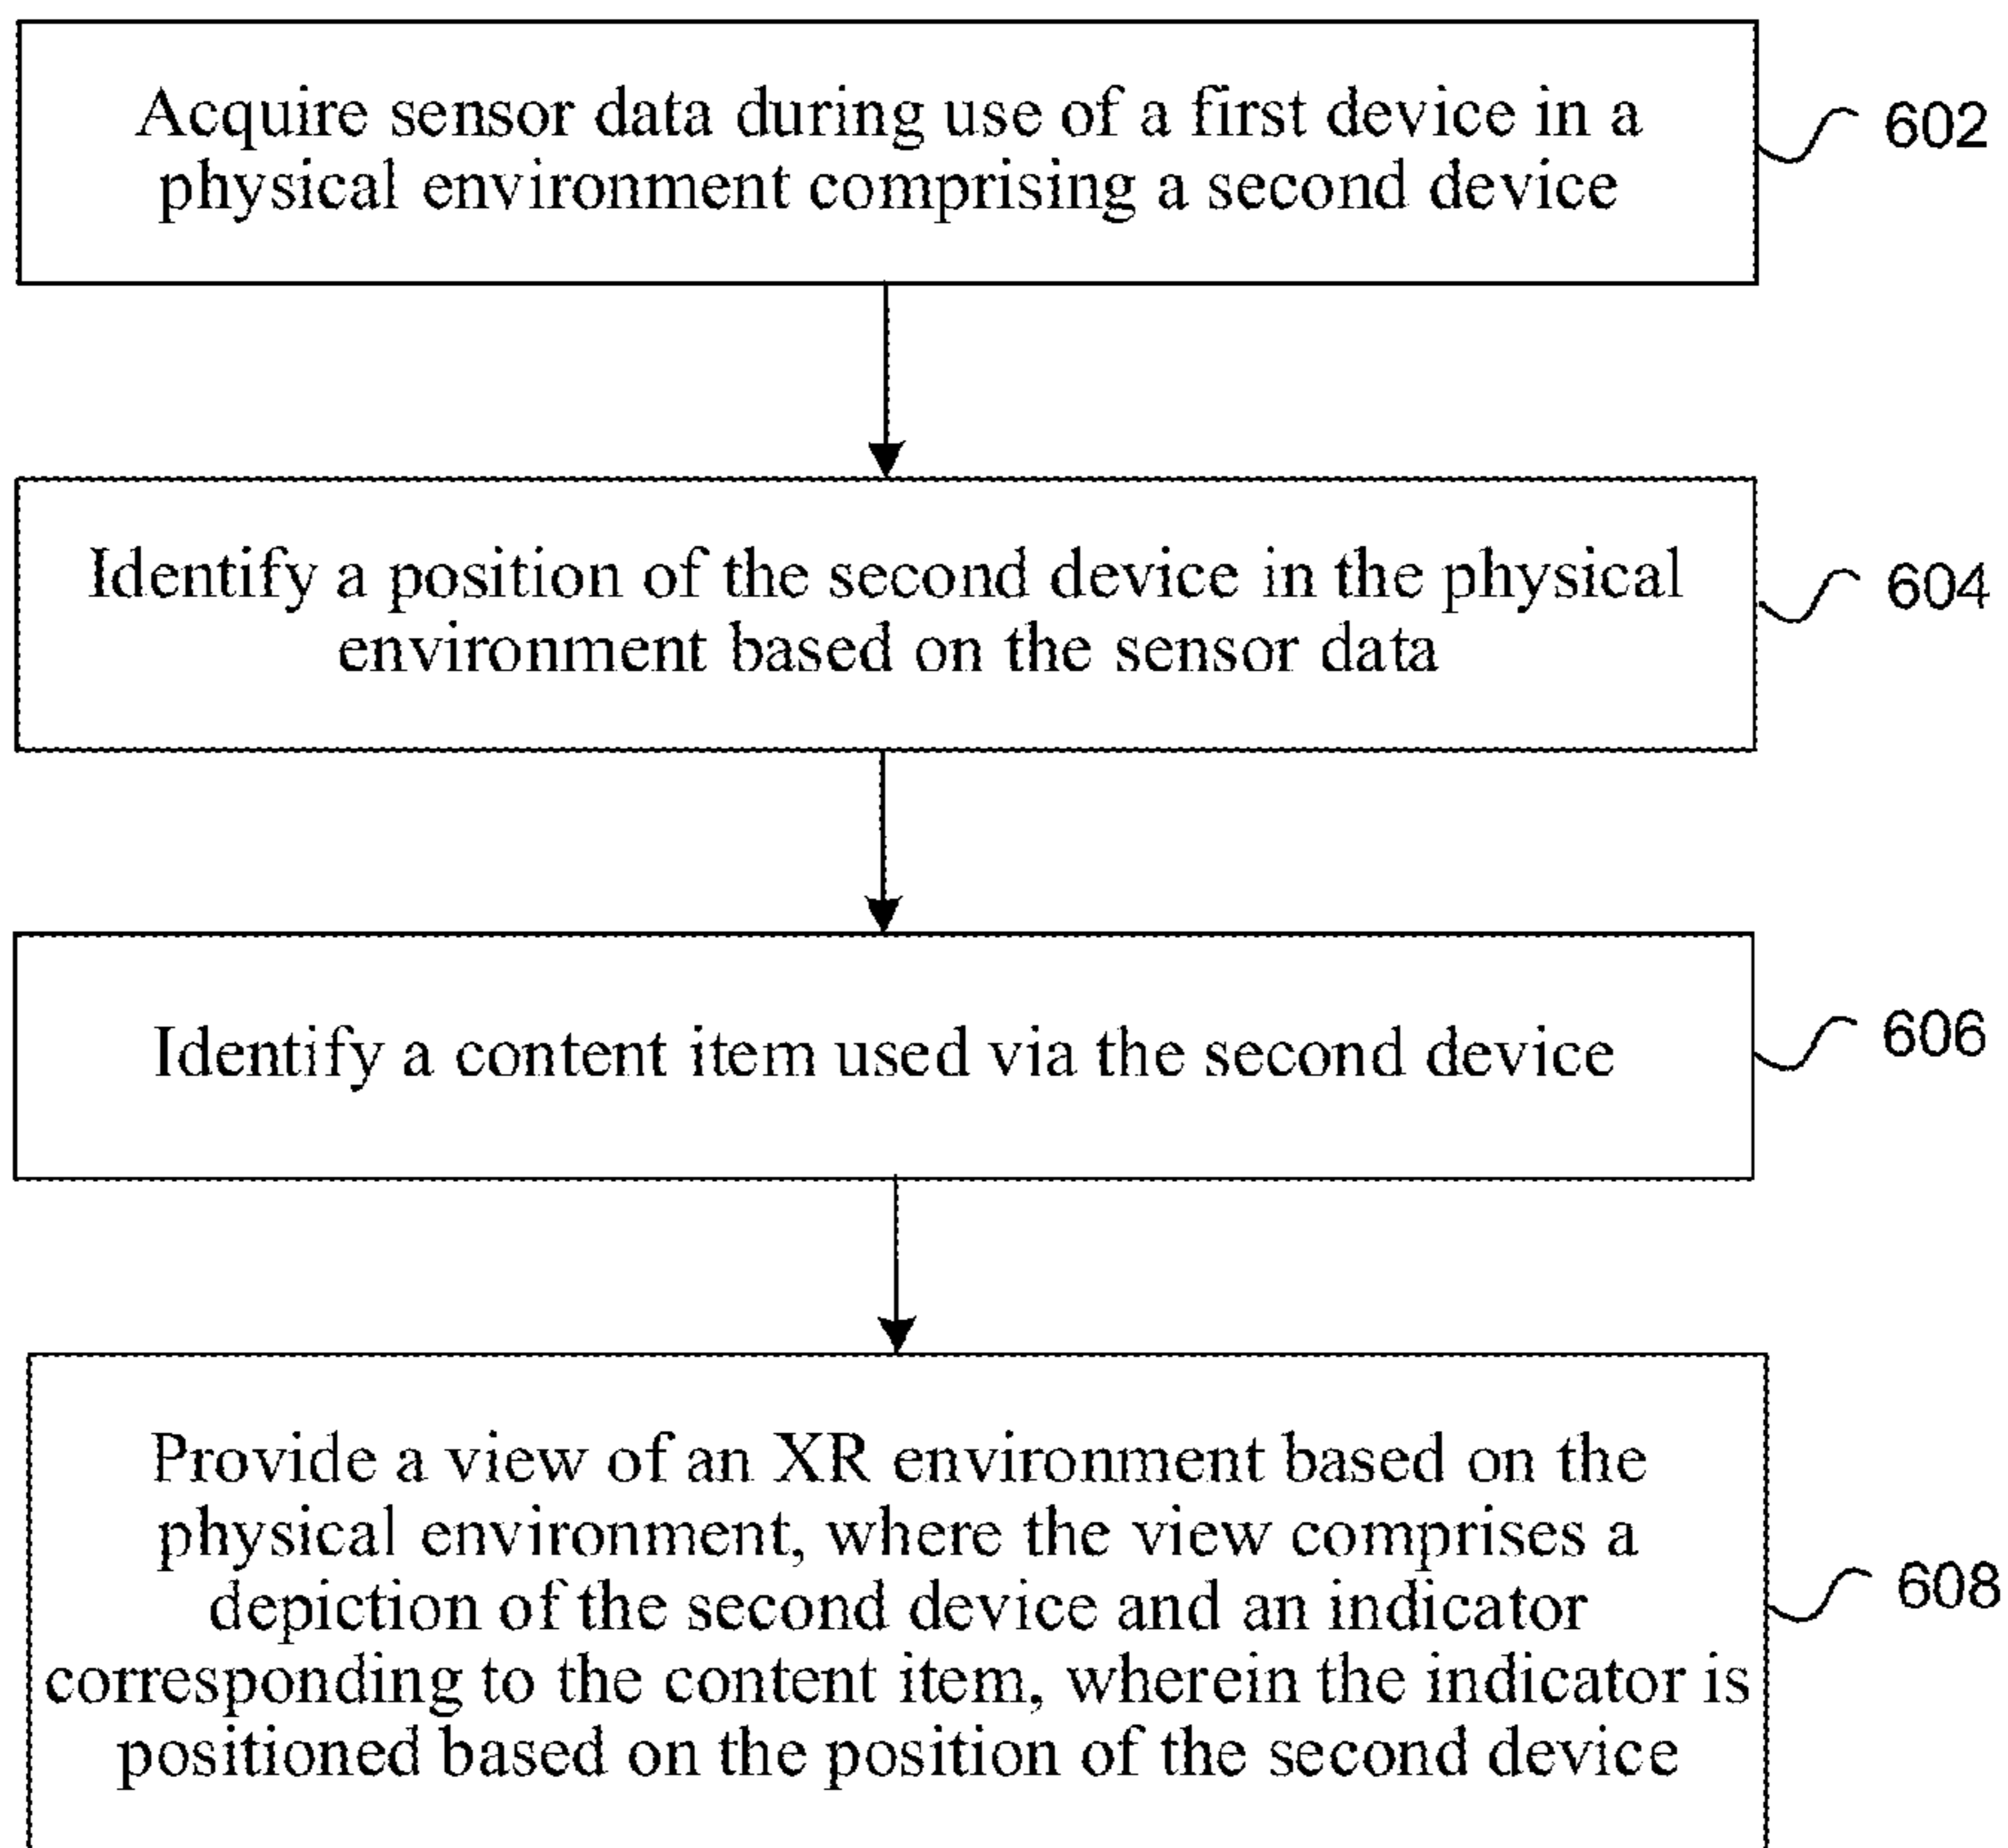 Acquire sensor data during use of a first device in a
physical environment comprising a second device
602
Identify a position of the second device in the physical
environment based on the sensor data
604
Identify a content item used via the second device
606
Provide a view of an XR environment based on the
physical environment, where the view comprises a
depiction of the second device and an indicator
corresponding to the content item, wherein the indicator is
positioned based on the position of the second device
608